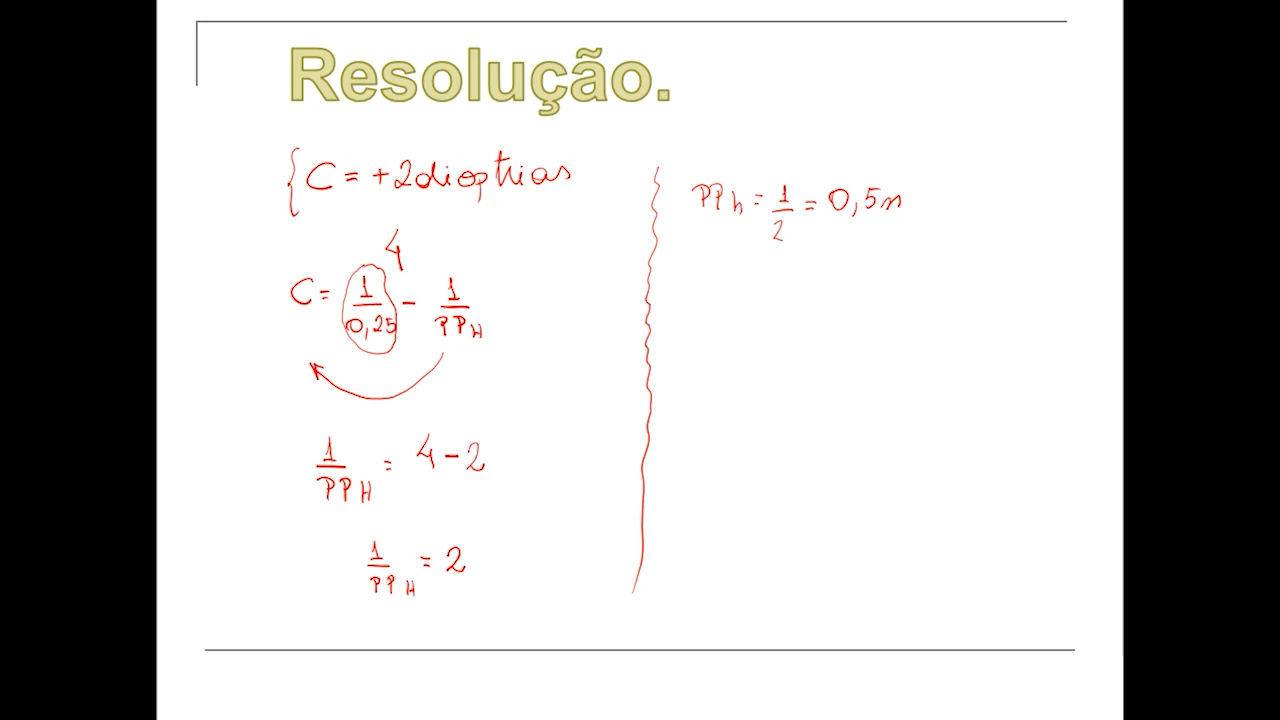 Resolução.
{ C = +2dioptrias
4
C = 1/0,25 - 1/PPH
1/PPH = 4 - 2
1/PPH = 2
PPh = 1/2 = 0,5m